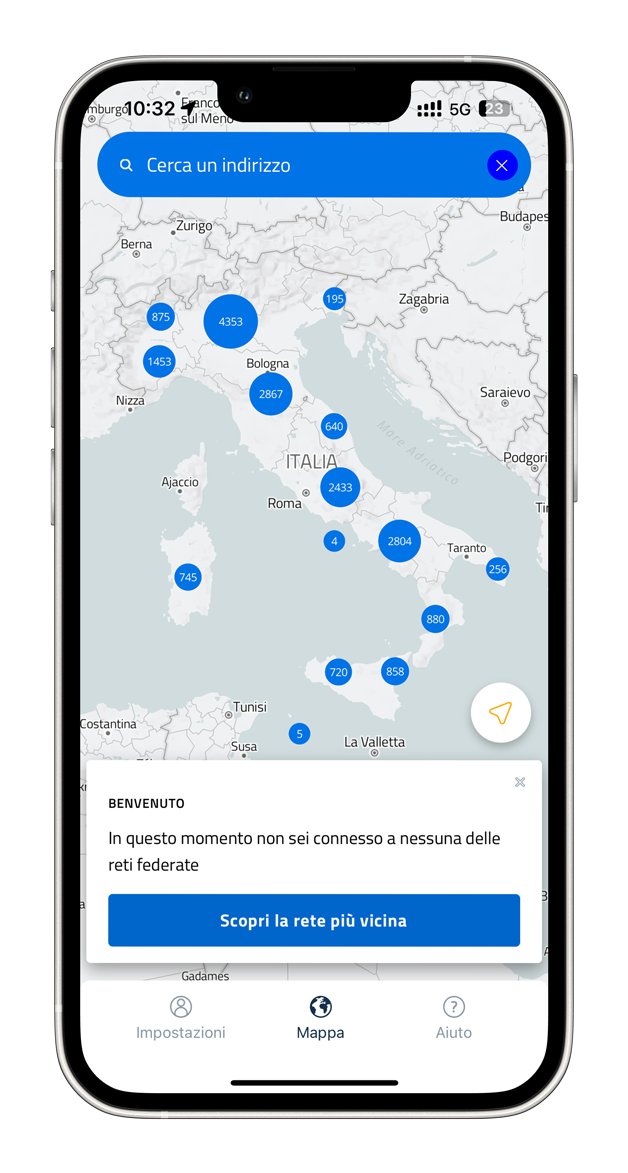 mburgo
10:32
Franco
sul Meno
5G
23
Cerca un indirizzo
Budapes
Zurigo
Berna
195
Zagabria
875
4353
1453
Bologna
2867
Nizza
Saraievo
640
Mare Adriatico
ITALIA
Podgori
Ajaccio
2433
Roma
Tir
4
2804
Taranto
745
256
880
720
858
Tunisi
Costantina
5
La Valletta
Susa
BENVENUTO
In questo momento non sei connesso a nessuna delle
reti federate
Scopri la rete più vicina
Gadames
Impostazioni
Mappa
Aiuto